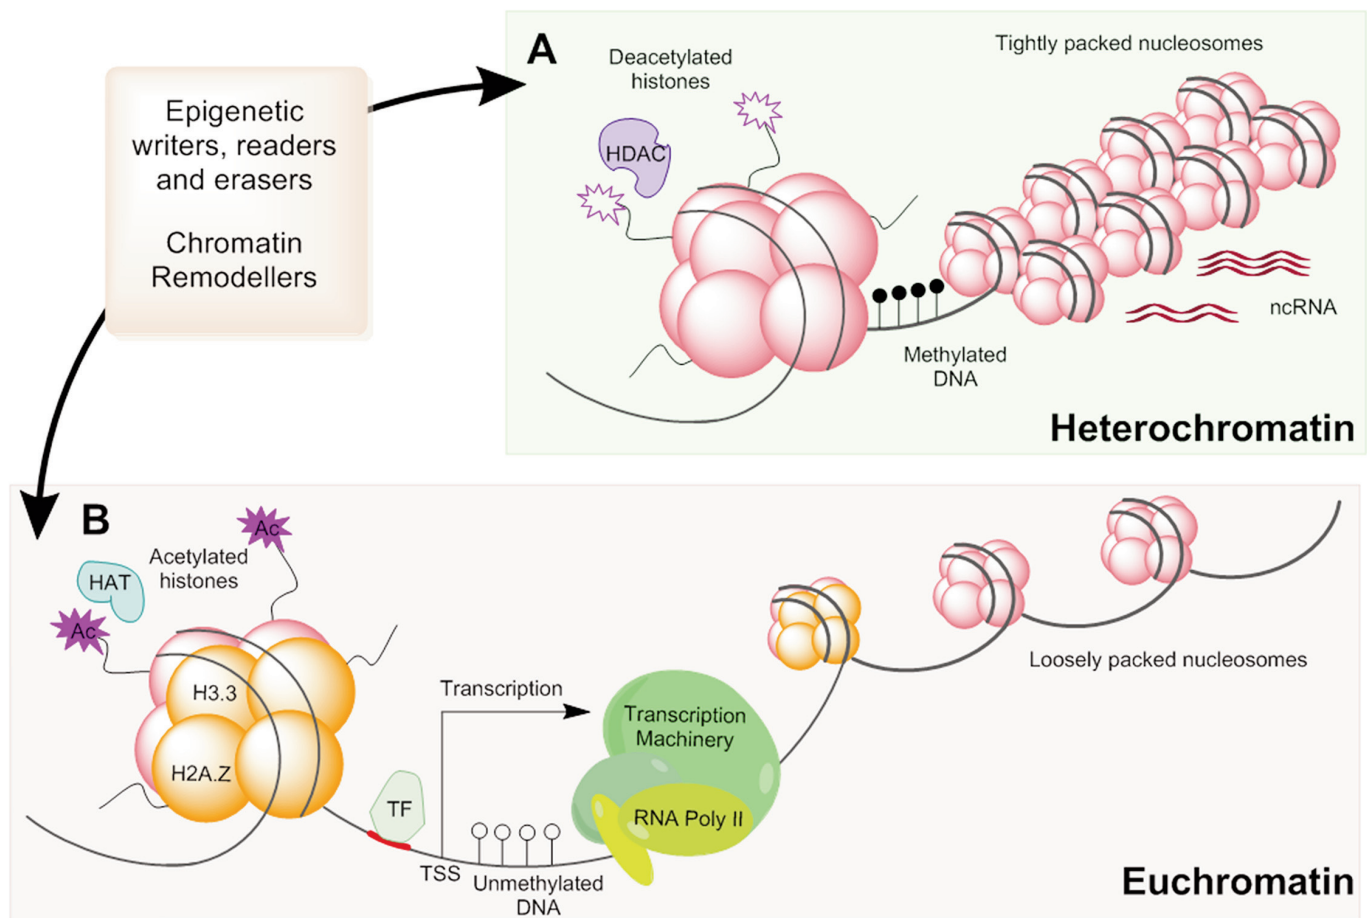 Epigenetic
writers, readers
and erasers
Chromatin
Remodellers
A
Deacetylated
histones
HDAC
Tightly packed nucleosomes
Methylated
DNA
ncRNA
Heterochromatin
B
Ac
Acetylated
histones
HAT
Ac
H3.3
H2A.Z
Transcription
Transcription
Machinery
RNA Poly II
TF
TSS
Unmethylated
DNA
Loosely packed nucleosomes
Euchromatin